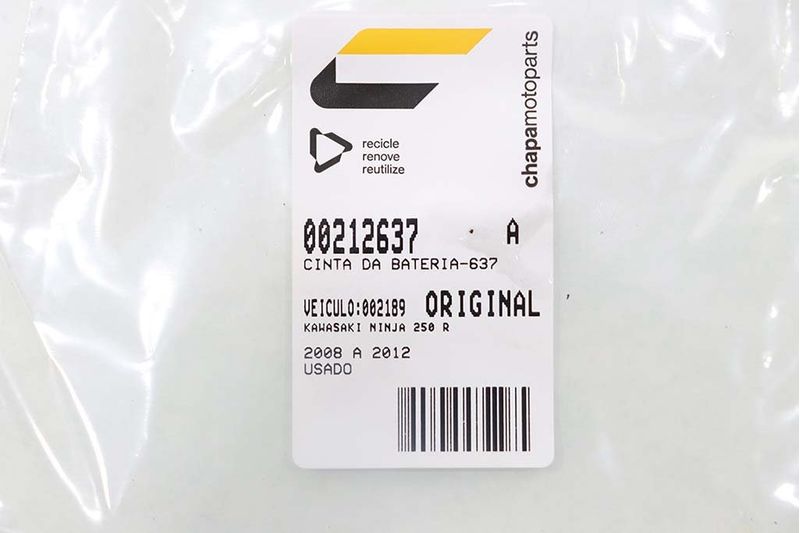 chapamotoparts
recicle
renove
reutilize
00212637 A
CINTA DA BATERIA-637
VEICULO:002189 ORIGINAL
KAWASAKI NINJA 250 R
2008 A 2012
USADO